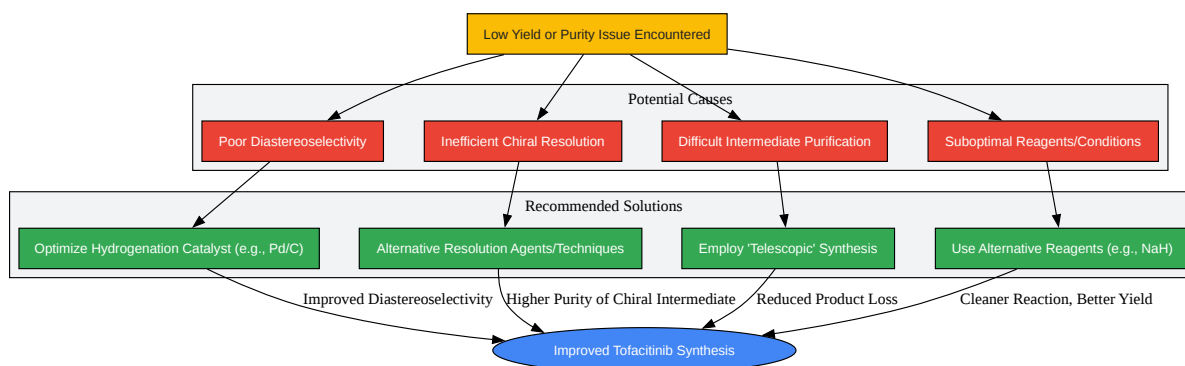 Low Yield or Purity Issue Encountered
Potential Causes
Poor Diastereoselectivity
Inefficient Chiral Resolution
Difficult Intermediate Purification
Suboptimal Reagents/Conditions
Recommended Solutions
Optimize Hydrogenation Catalyst (e.g., Pd/C)
Alternative Resolution Agents/Techniques
Employ 'Telescopic' Synthesis
Use Alternative Reagents (e.g., NaH)
Improved Diastereoselectivity
Higher Purity of Chiral Intermediate
Reduced Product Loss
Cleaner Reaction, Better Yield
Improved Tofacitinib Synthesis